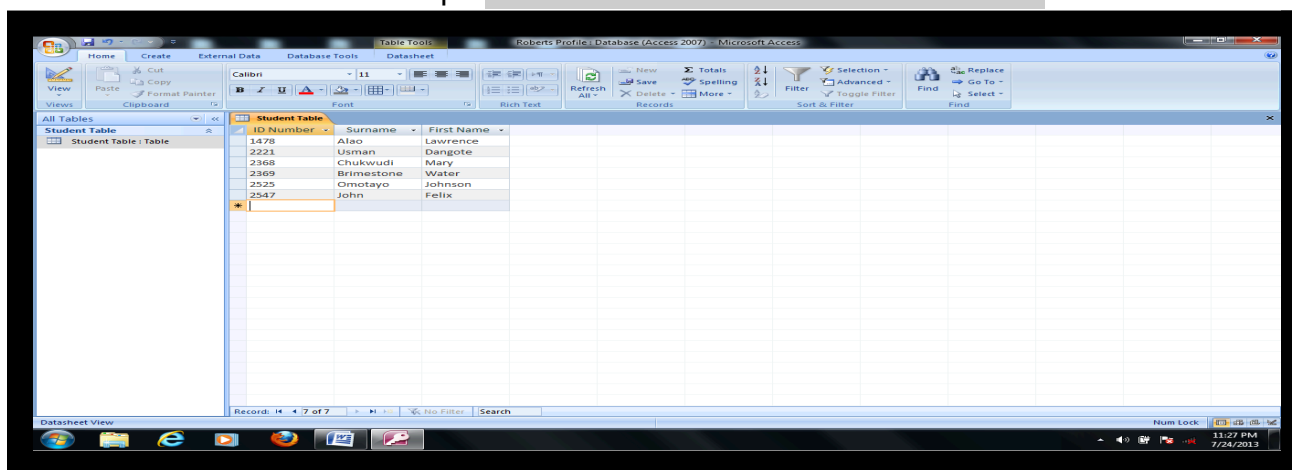 Table Tools Roberts Profile : Database (Access 2007) - Microsoft Access
Home Create External Data Database Tools Datasheet
Cut Calibri 11 New Totals Selection Replace
Copy Save Spelling Advanced Go To
View Paste Format Painter B I U A Refresh All Delete More Filter Toggle Filter Find Select
Views Clipboard Font Rich Text Records Sort & Filter Find
All Tables Student Table
Student Table ID Number Surname First Name
Student Table : Table 1478 Alao Lawrence
2221 Usman Dangote
2368 Chukwudi Mary
2369 Brimestone Water
2525 Omotayo Johnson
2547 John Felix
Record: 7 of 7 No Filter Search
Datasheet View Num Lock
11:27 PM
7/24/2013